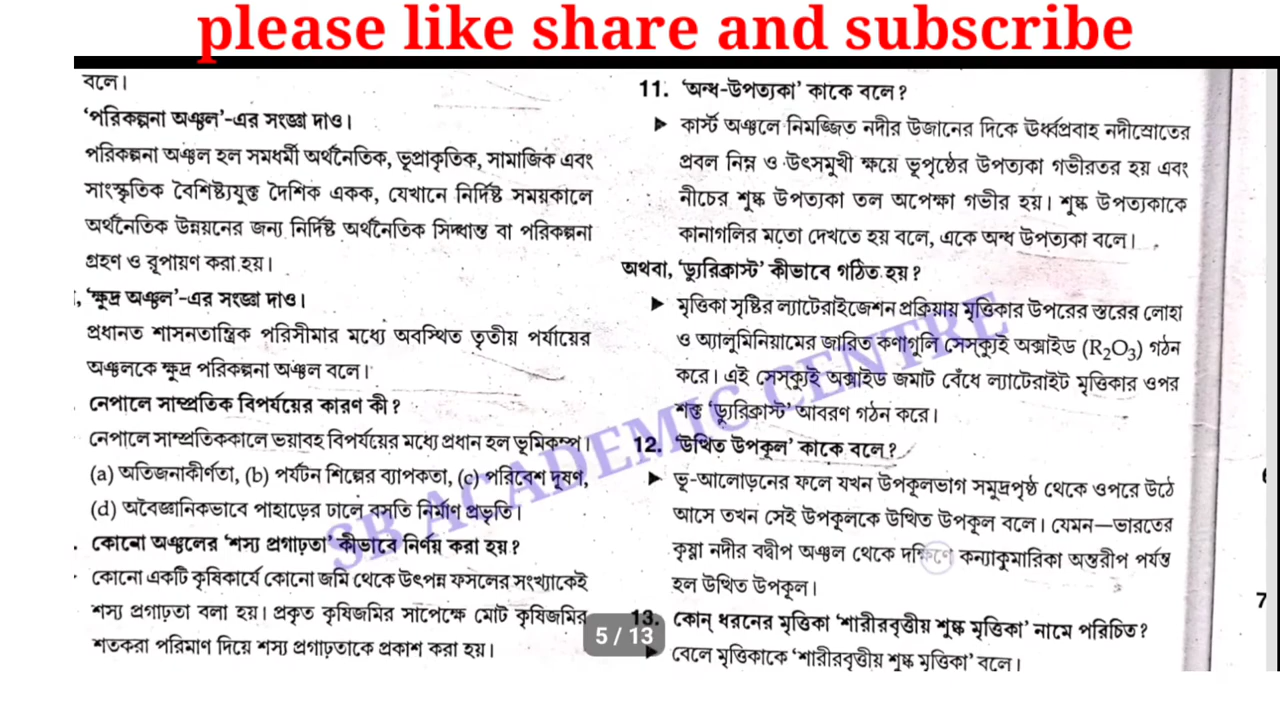 please like share and subscribe
বলে।
‘পরিকল্পনা অঞ্চল’-এর সংজ্ঞা দাও।
পরিকল্পনা অঞ্চল হল সমধর্মী অর্থনৈতিক, ভূপ্রাকৃতিক, সামাজিক এবং
সাংস্কৃতিক বৈশিষ্ট্যযুক্ত দৈশিক একক, যেখানে নির্দিষ্ট সময়কালে
অর্থনৈতিক উন্নয়নের জন্য নির্দিষ্ট অর্থনৈতিক সিদ্ধান্ত বা পরিকল্পনা
গ্রহণ ও রূপায়ণ করা হয়।
, ‘ক্ষুদ্র অঞ্চল’-এর সংজ্ঞা দাও।
প্রধানত শাসনতান্ত্রিক পরিসীমার মধ্যে অবস্থিত তৃতীয় পর্যায়ের
অঞ্চলকে ক্ষুদ্র পরিকল্পনা অঞ্চল বলে।
নেপালে সাম্প্রতিক বিপর্যয়ের কারণ কী?
নেপালে সাম্প্রতিককালে ভয়াবহ বিপর্যয়ের মধ্যে প্রধান হল ভূমিকম্প।
(a) অতিজনাকীর্ণতা, (b) পর্যটন শিল্পের ব্যাপকতা, (c) পরিবেশ দূষণ,
(d) অবৈজ্ঞানিকভাবে পাহাড়ের ঢালে বসতি নির্মাণ প্রভৃতি।
. কোনো অঞ্চলের ‘শস্য প্রগাঢ়তা’ কীভাবে নির্ণয় করা হয়?
কোনো একটি কৃষিকার্যে কোনো জমি থেকে উৎপন্ন ফসলের সংখ্যাকেই
শস্য প্রগাঢ়তা বলা হয়। প্রকৃত কৃষিজমির সাপেক্ষে মোট কৃষিজমির
শতকরা পরিমাণ দিয়ে শস্য প্রগাঢ়তাকে প্রকাশ করা হয়।
11. ‘অন্ধ-উপত্যকা’ কাকে বলে?
▶ কার্স্ট অঞ্চলে নিমজ্জিত নদীর উজানের দিকে ঊর্ধ্বপ্রবাহ নদীস্রোতের
প্রবল নিম্ন ও উৎসমুখী ক্ষয়ে ভূপৃষ্ঠের উপত্যকা গভীরতর হয় এবং
নীচের শুষ্ক উপত্যকা তল অপেক্ষা গভীর হয়। শুষ্ক উপত্যকাকে
কানাগলির মতো দেখতে হয় বলে, একে অন্ধ উপত্যকা বলে।
অথবা, ‘ড্যুরিক্রাস্ট’ কীভাবে গঠিত হয়?
▶ মৃত্তিকা সৃষ্টির ল্যাটেরাইজেশন প্রক্রিয়ায় মৃত্তিকার উপরের স্তরের লোহা
ও অ্যালুমিনিয়ামের জারিত কণাগুলি সেস্‌ক্যুই অক্সাইড (R₂O₃) গঠন
করে। এই সেস্‌ক্যুই অক্সাইড জমাট বেঁধে ল্যাটেরাইট মৃত্তিকার ওপর
শক্ত ‘ড্যুরিক্রাস্ট’ আবরণ গঠন করে।
12. ‘উত্থিত উপকূল’ কাকে বলে?
▶ ভূ-আলোড়নের ফলে যখন উপকূলভাগ সমুদ্রপৃষ্ঠ থেকে ওপরে উঠে
আসে তখন সেই উপকূলকে উত্থিত উপকূল বলে। যেমন—ভারতের
কৃষ্ণা নদীর বদ্বীপ অঞ্চল থেকে দক্ষিণে কন্যাকুমারিকা অন্তরীপ পর্যন্ত
হল উত্থিত উপকূল।
13. কোন্ ধরনের মৃত্তিকা ‘শারীরবৃত্তীয় শুষ্ক মৃত্তিকা’ নামে পরিচিত?
▶ বেলে মৃত্তিকাকে ‘শারীরবৃত্তীয় শুষ্ক মৃত্তিকা’ বলে।
7
SB ACADEMIC CENTRE
5 / 13